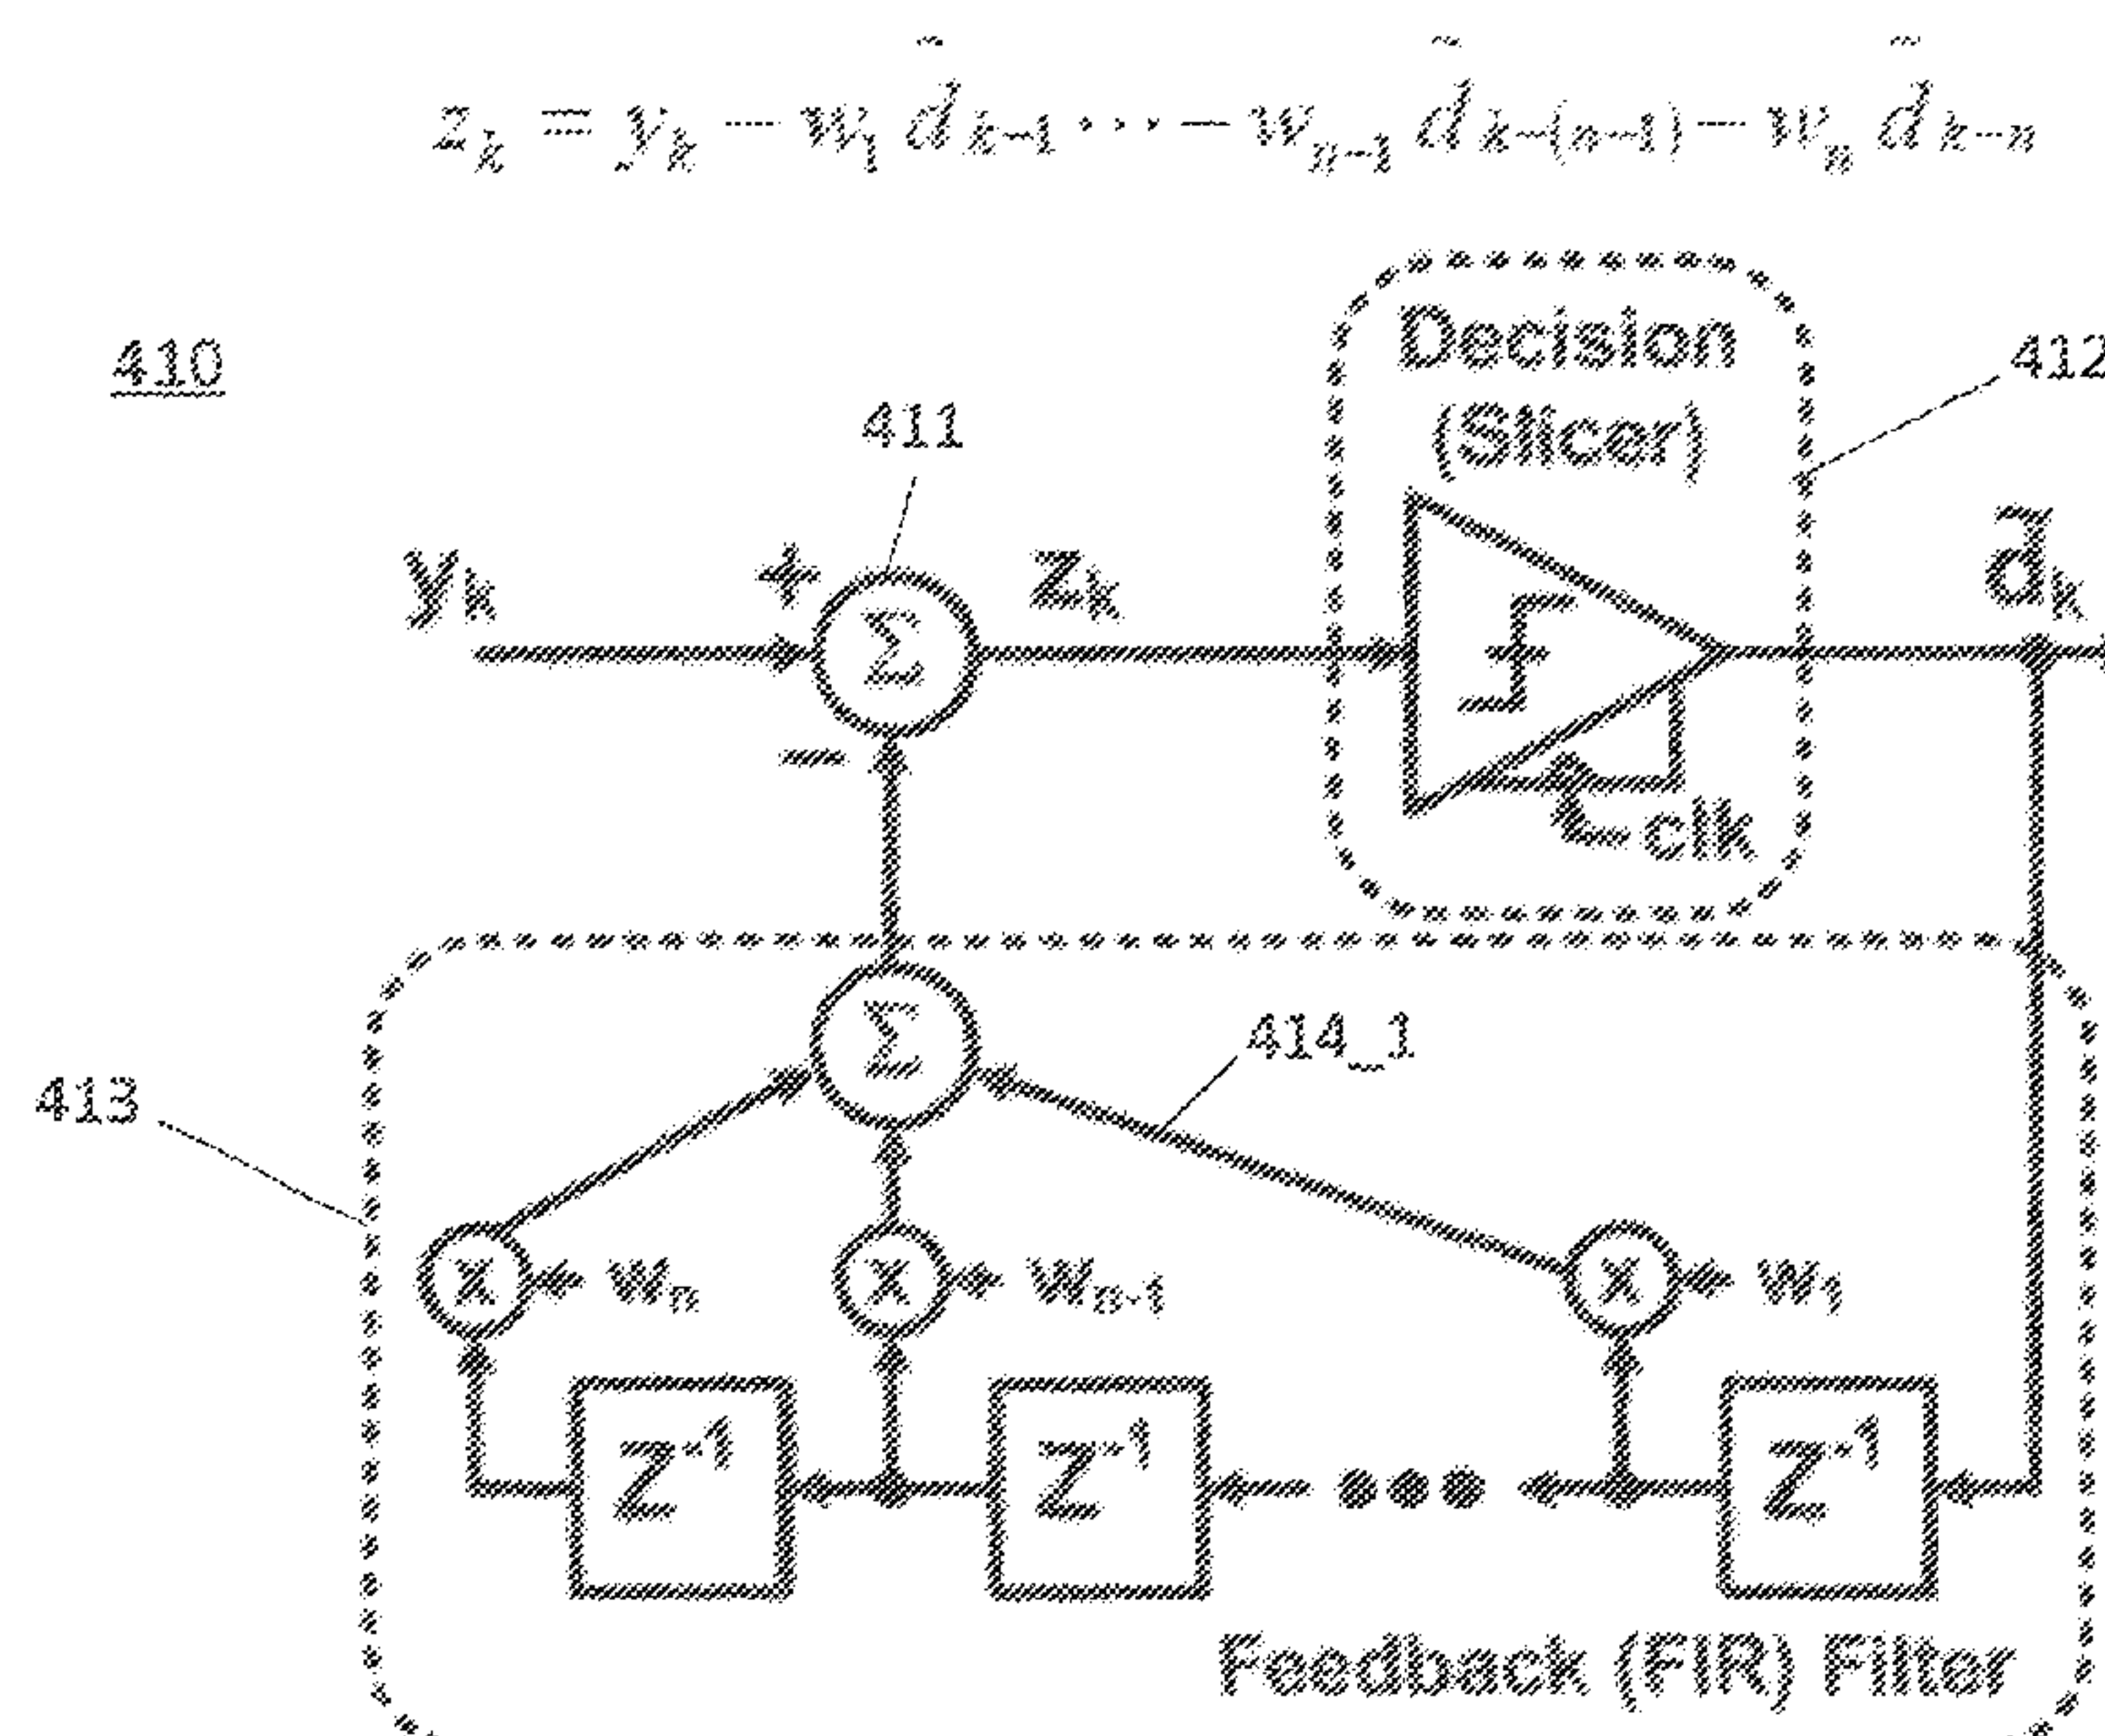 z_k = y_k - w_1 d̃_{k-1} ··· - w_{n-1} d̃_{k-(n-1)} - w_n d̃_{k-n}
410
Decision
(Slicer)
412
411
y_k
+
Σ
z_k
d̃_k
-
clk
Σ
414_1
413
x
w_n
x
w_{n-1}
x
w_1
Z^{-1}
Z^{-1}
•••
Z^{-1}
Feedback (FIR) Filter